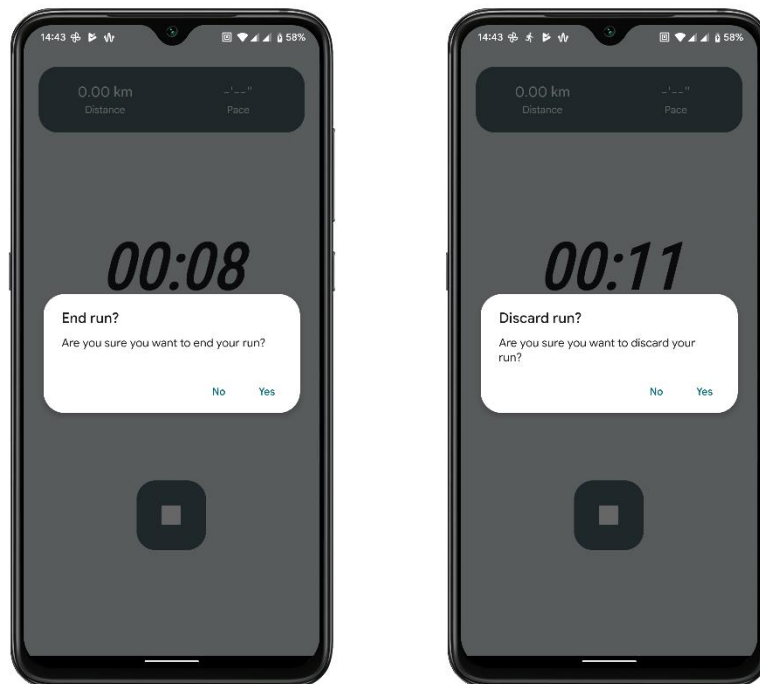 14:43
58%
0.00 km
-'--"
Distance
Pace
00:08
End run?
Are you sure you want to end your run?
No
Yes
14:43
58%
0.00 km
-'--"
Distance
Pace
00:11
Discard run?
Are you sure you want to discard your
run?
No
Yes